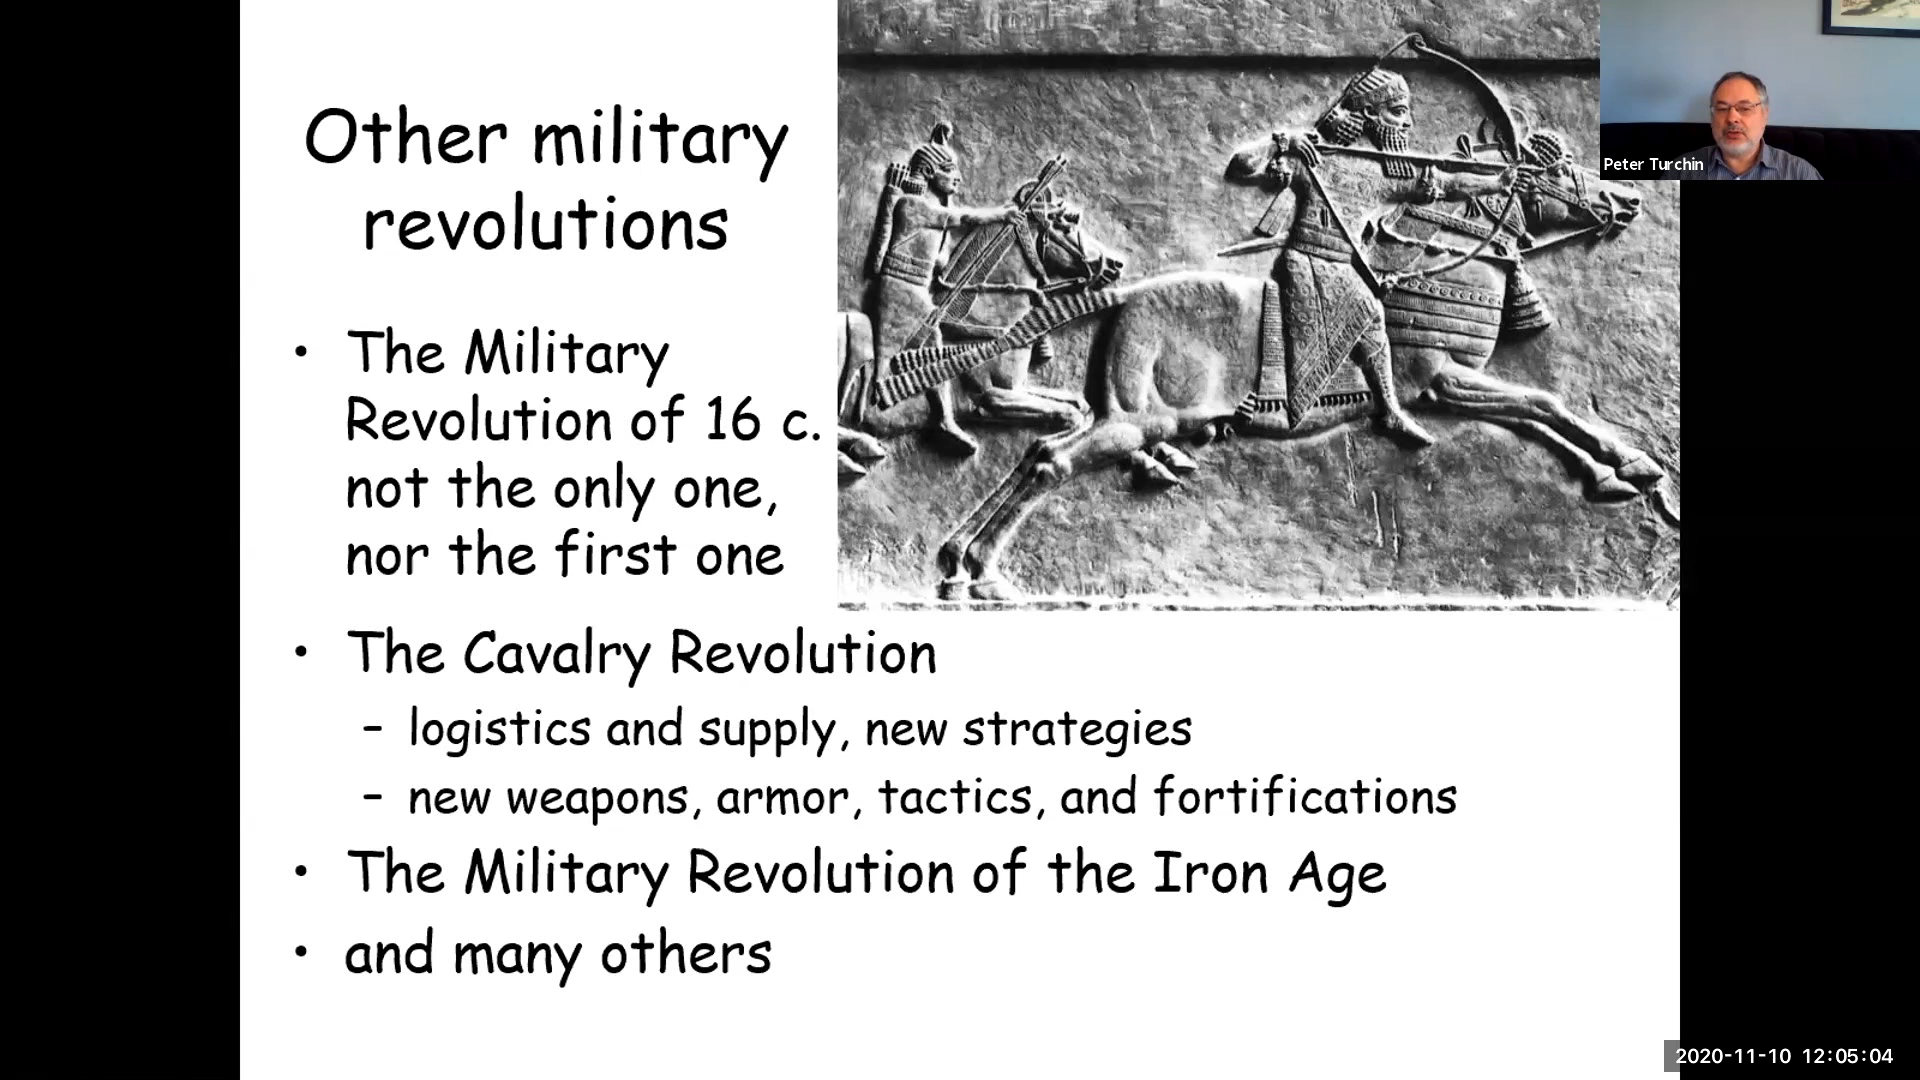 Other military
revolutions
• The Military
Revolution of 16 c.
not the only one,
nor the first one
• The Cavalry Revolution
– logistics and supply, new strategies
– new weapons, armor, tactics, and fortifications
• The Military Revolution of the Iron Age
• and many others
Peter Turchin
2020-11-10 12:05:04